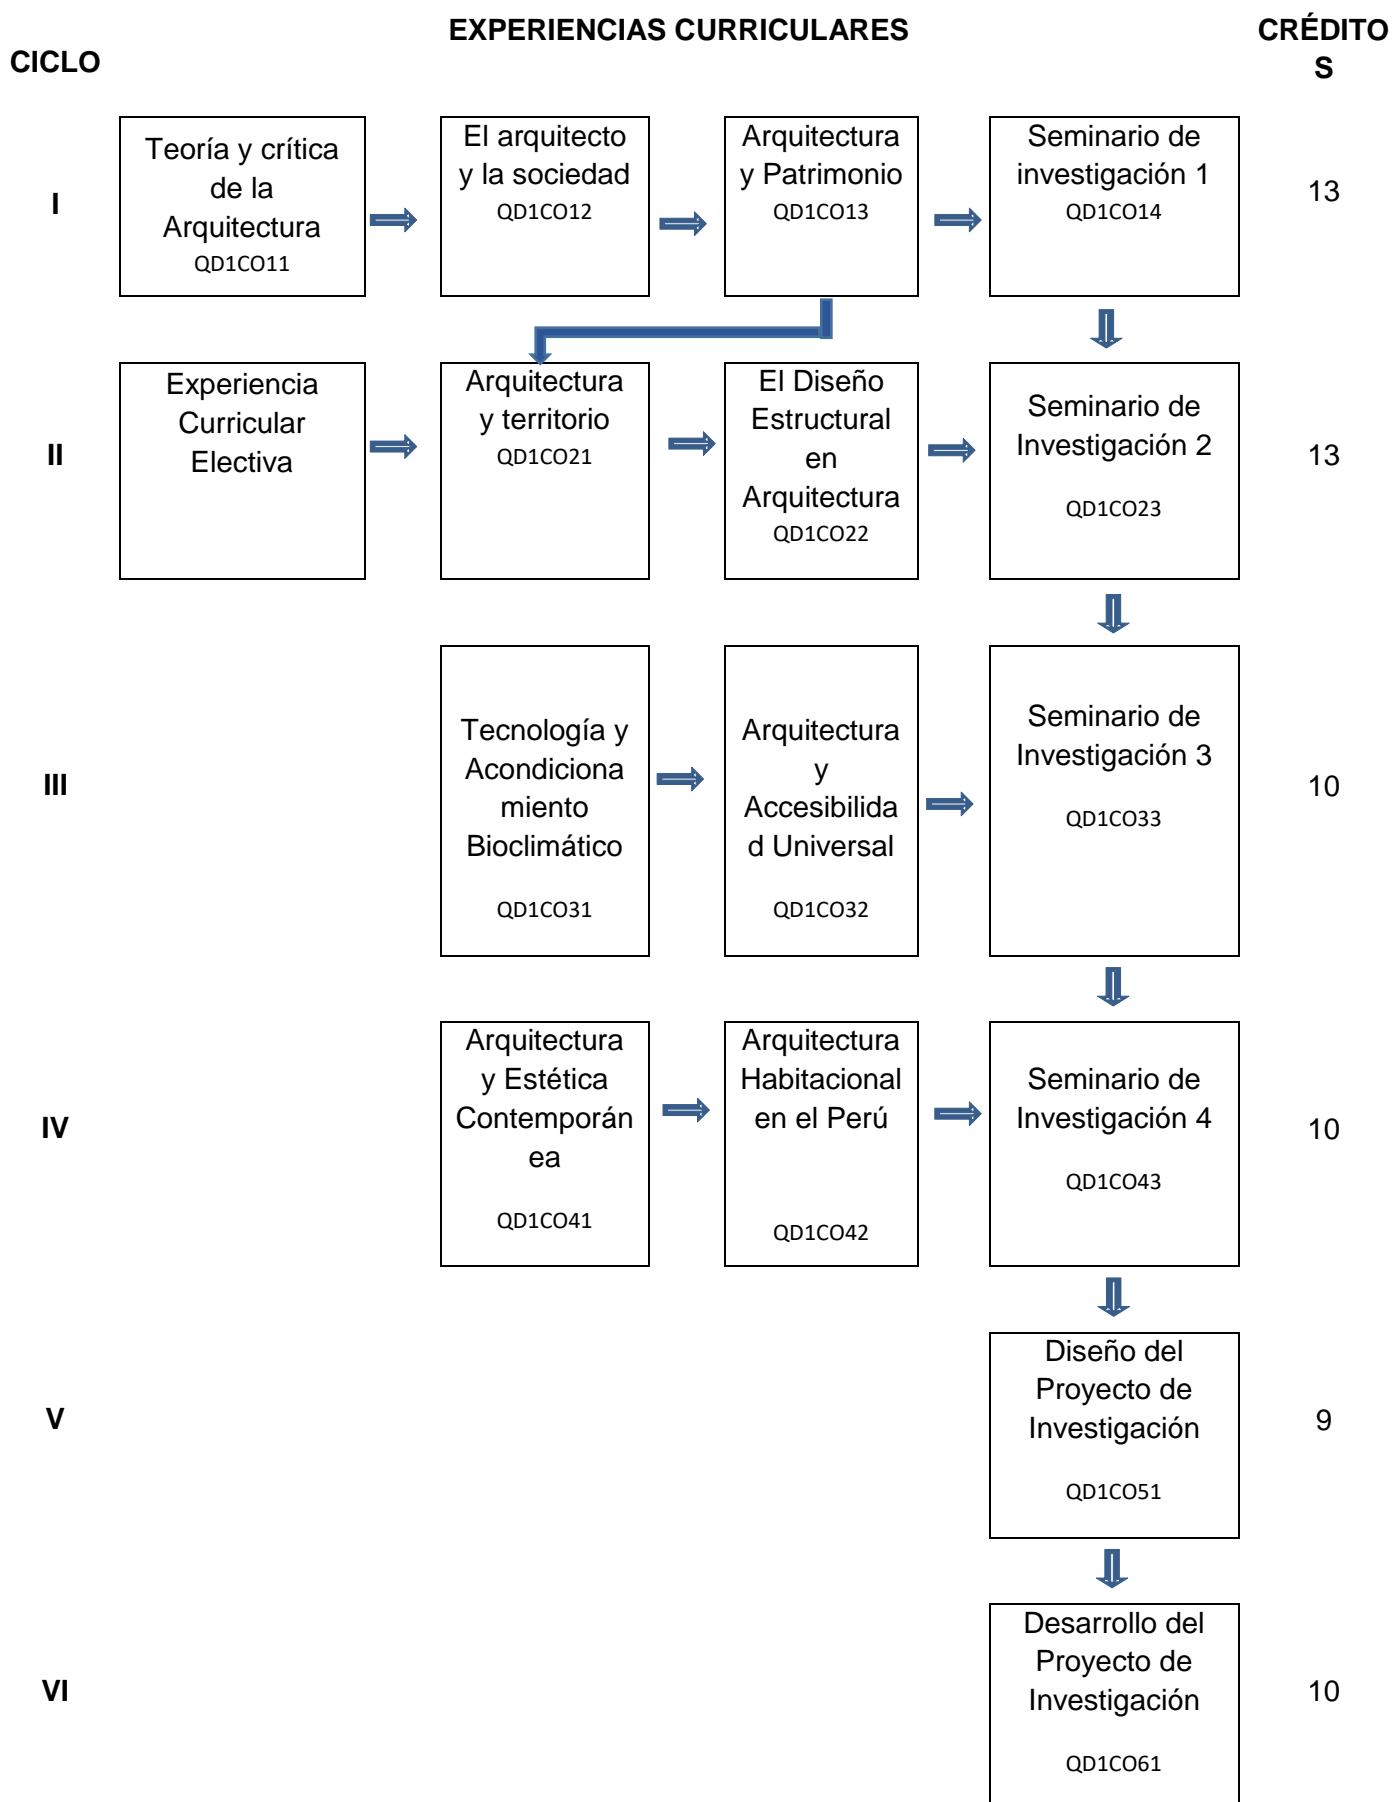 EXPERIENCIAS CURRICULARES
CRÉDITO
S
CICLO
I
Teoría y crítica
de la
Arquitectura
QD1CO11
El arquitecto
y la sociedad
QD1CO12
Arquitectura
y Patrimonio
QD1CO13
Seminario de
investigación 1
QD1CO14
13
II
Experiencia
Curricular
Electiva
Arquitectura
y territorio
QD1CO21
El Diseño
Estructural
en
Arquitectura
QD1CO22
Seminario de
Investigación 2
QD1CO23
13
III
Tecnología y
Acondiciona
miento
Bioclimático
QD1CO31
Arquitectura
y
Accesibilida
d Universal
QD1CO32
Seminario de
Investigación 3
QD1CO33
10
IV
Arquitectura
y Estética
Contemporán
ea
QD1CO41
Arquitectura
Habitacional
en el Perú
QD1CO42
Seminario de
Investigación 4
QD1CO43
10
V
Diseño del
Proyecto de
Investigación
QD1CO51
9
VI
Desarrollo del
Proyecto de
Investigación
QD1CO61
10